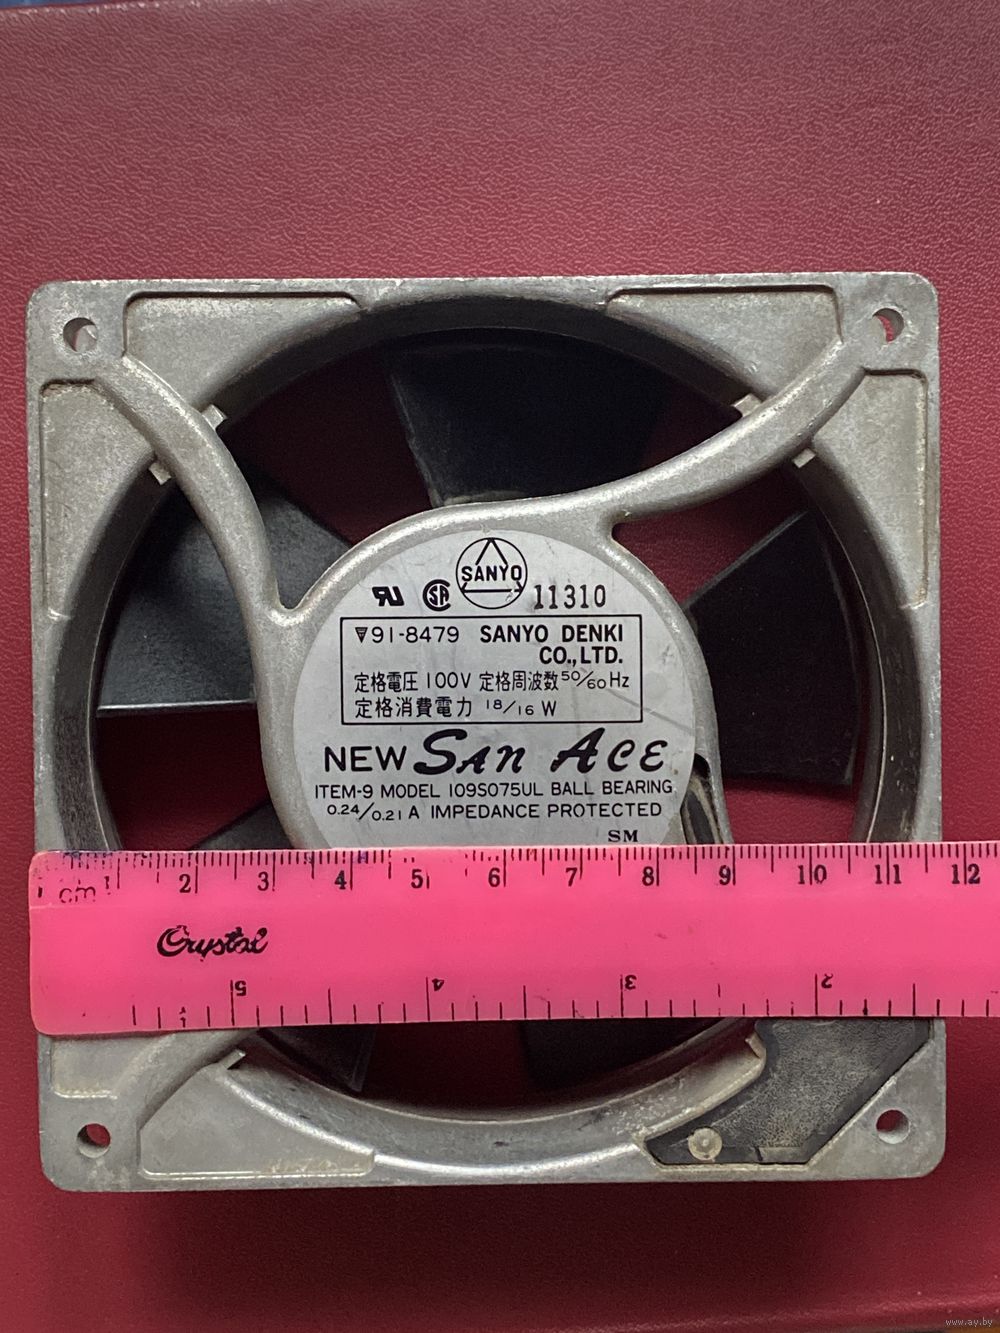 SANYO
11310
91-8479 SANYO DENKI
CO., LTD.
定格電圧 100V 定格周波数 50/60 Hz
定格消費電力 18/16 W
NEW SAN ACE
ITEM-9 MODEL 109S075UL BALL BEARING
0.24/0.21 A IMPEDANCE PROTECTED
SM
cm 2 3 4 5 6 7 8 9 10 11 12
Crystal
5 4 3 2
www.ay.by